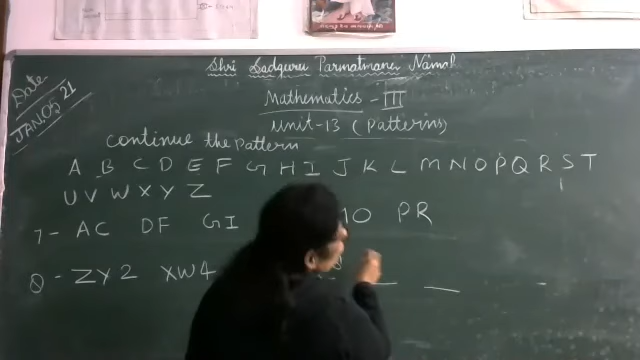 Date
JAN.05,21
Shri Sadguru Parmatmane Namah
Mathematics - III
Unit-13 (Patterns)
continue the Pattern
A B C D E F G H I J K L M N O P Q R S T
U V W X Y Z
7- AC DF GI O PR
8- ZY2 XW4